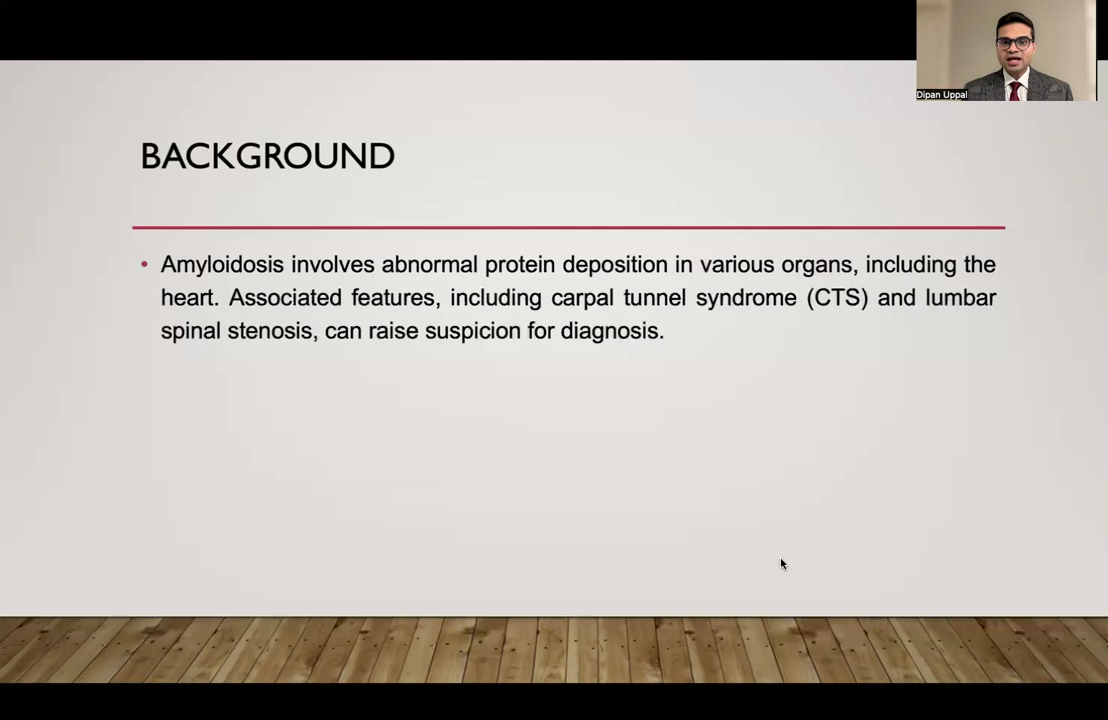 Dipan Uppal
BACKGROUND
• Amyloidosis involves abnormal protein deposition in various organs, including the
heart. Associated features, including carpal tunnel syndrome (CTS) and lumbar
spinal stenosis, can raise suspicion for diagnosis.